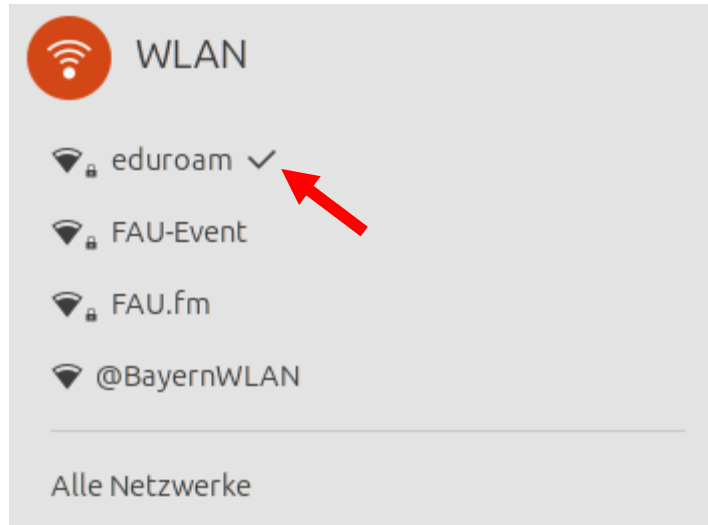 WLAN
eduroam
FAU-Event
FAU.fm
@BayernWLAN
Alle Netzwerke